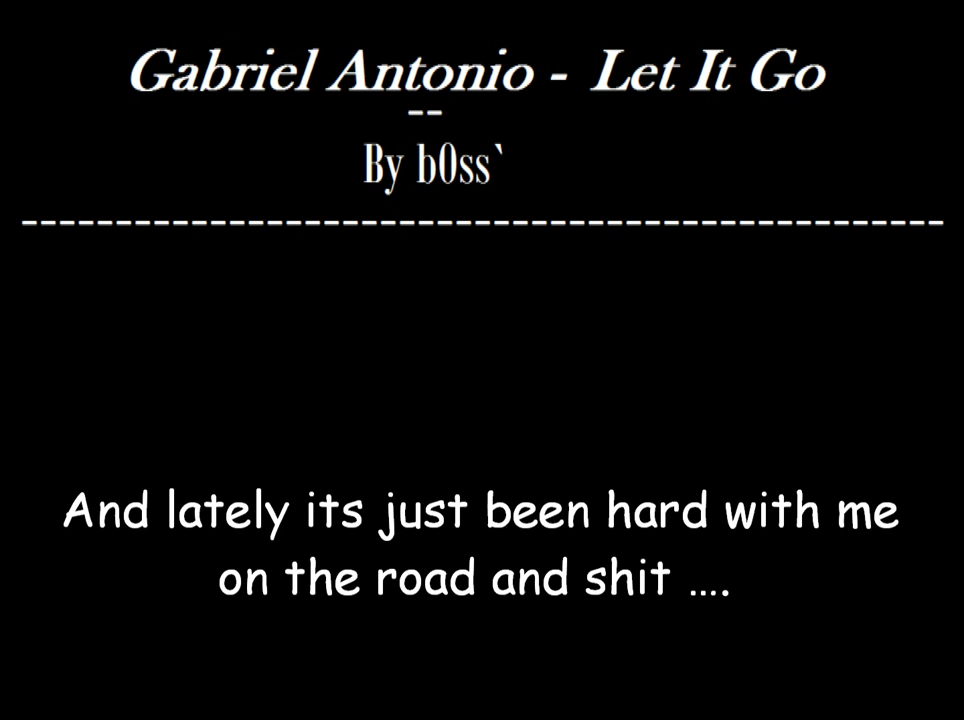 Gabriel Antonio - Let It Go
--
By b0ss`
-------------------------------------------------
And lately its just been hard with me
on the road and shit ....